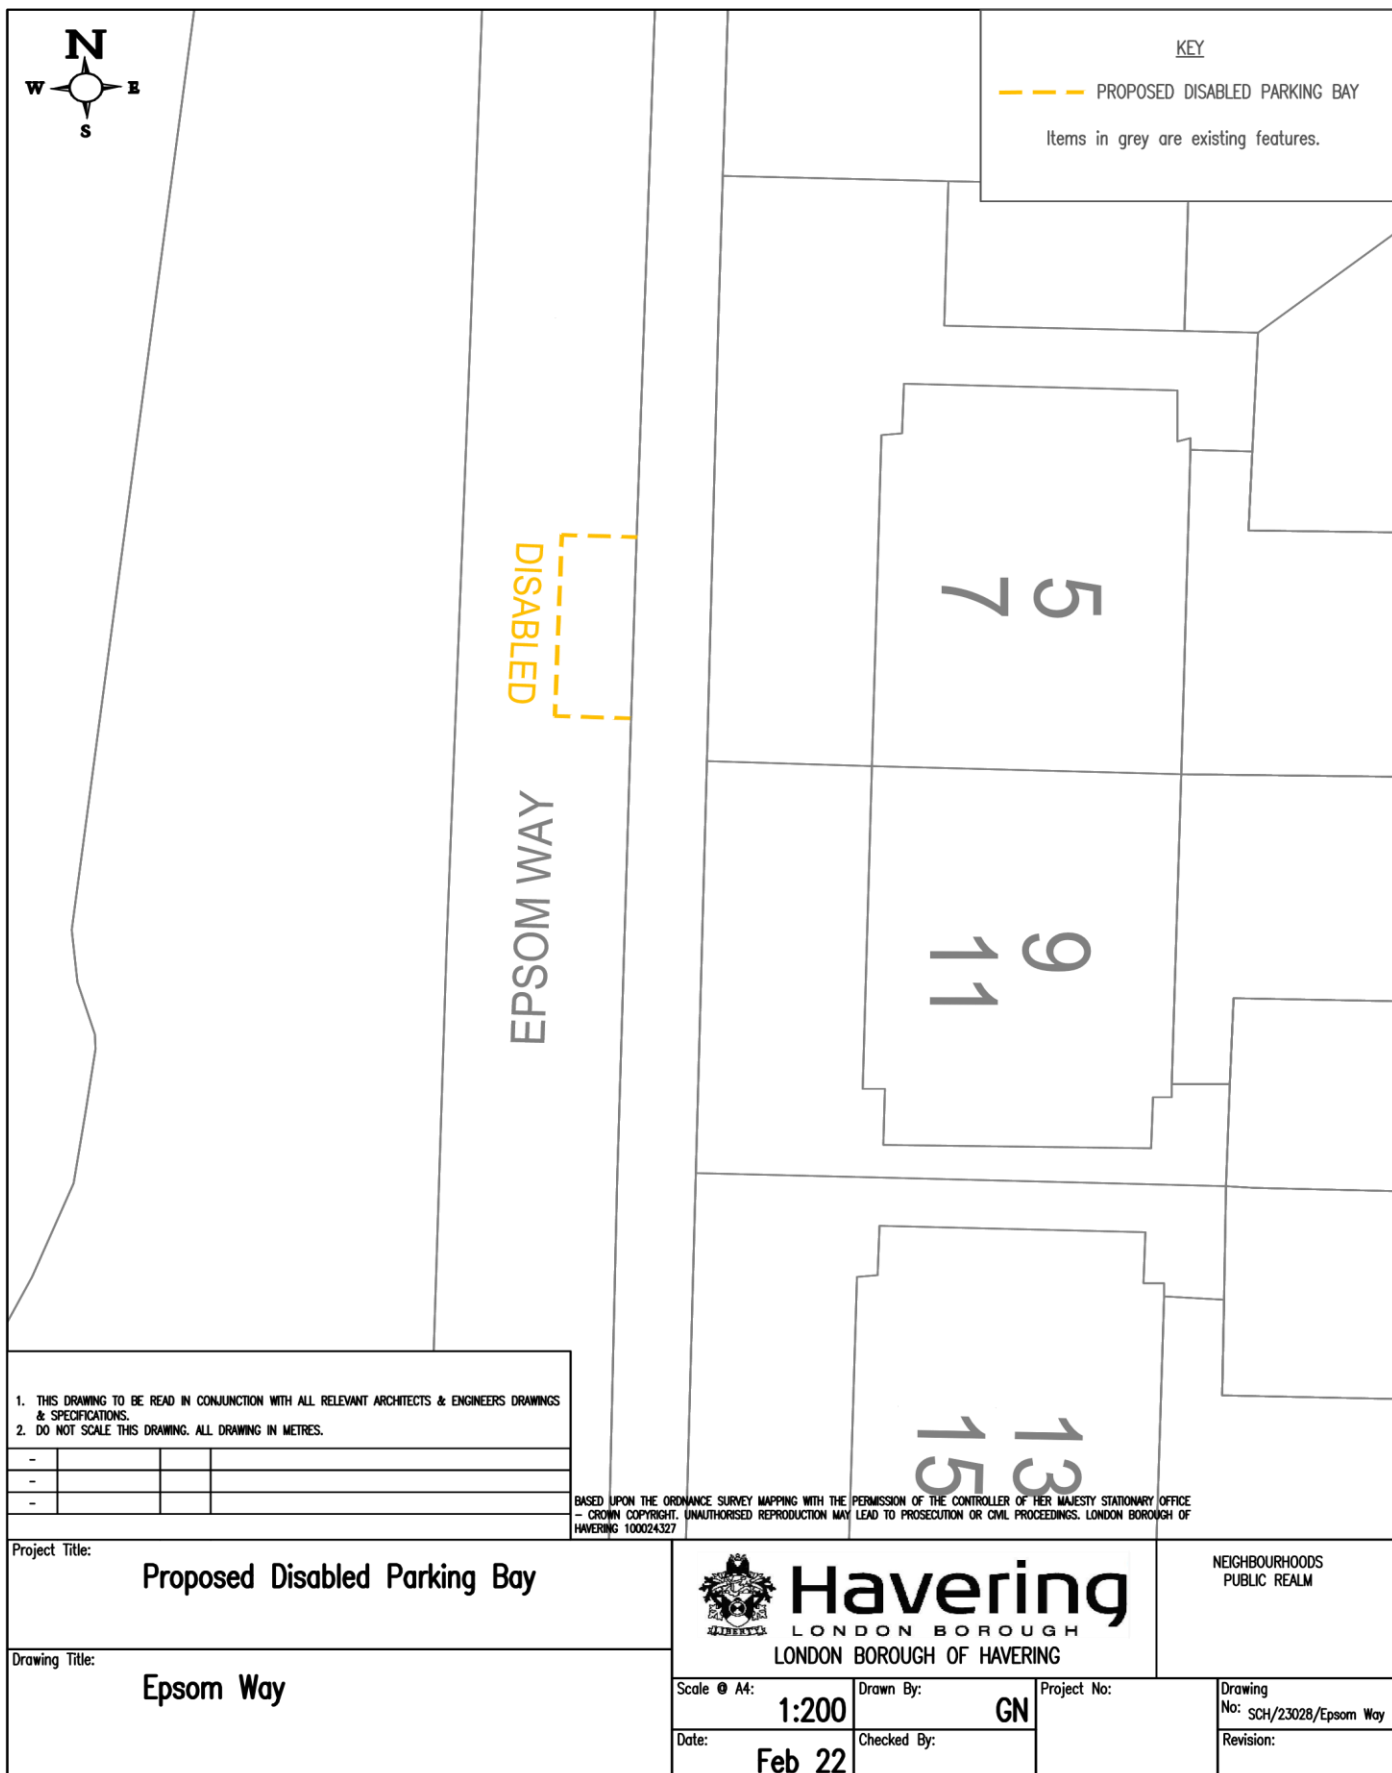 N
W E
S
KEY
PROPOSED DISABLED PARKING BAY
Items in grey are existing features.
DISABLED
EPSOM WAY
5
7
9
11
13
15
1. THIS DRAWING TO BE READ IN CONJUNCTION WITH ALL RELEVANT ARCHITECTS & ENGINEERS DRAWINGS
& SPECIFICATIONS.
2. DO NOT SCALE THIS DRAWING. ALL DRAWING IN METRES.
-
-
-
BASED UPON THE ORDNANCE SURVEY MAPPING WITH THE PERMISSION OF THE CONTROLLER OF HER MAJESTY STATIONARY OFFICE
– CROWN COPYRIGHT. UNAUTHORISED REPRODUCTION MAY LEAD TO PROSECUTION OR CIVIL PROCEEDINGS. LONDON BOROUGH OF
HAVERING 100024327
Project Title:
Proposed Disabled Parking Bay
Drawing Title:
Epsom Way
LIBERTY
Havering
LONDON BOROUGH
LONDON BOROUGH OF HAVERING
NEIGHBOURHOODS
PUBLIC REALM
Scale @ A4:
1:200
Drawn By:
GN
Project No:
Drawing
No: SCH/23028/Epsom Way
Date:
Feb 22
Checked By:
Revision: